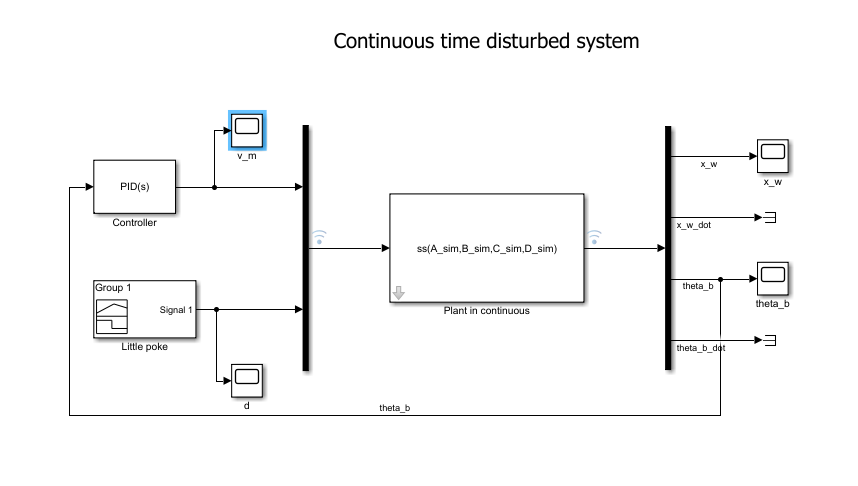 Continuous time disturbed system
v_m
PID(s)
Controller
x_w
x_w
x_w_dot
ss(A_sim,B_sim,C_sim,D_sim)
Plant in continuous
theta_b
theta_b
Group 1
Signal 1
Little poke
theta_b_dot
d
theta_b